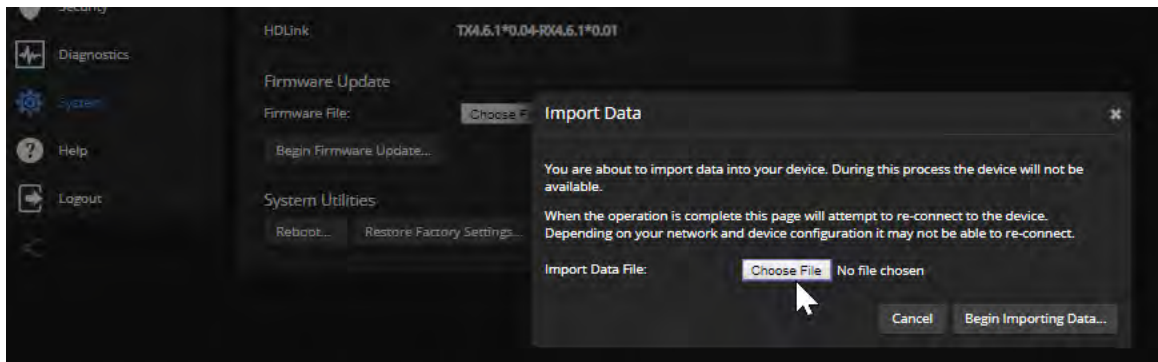 Security
HDLink TX4.6.1*0.04-RX4.6.1*0.01
Diagnostics
Firmware Update
System
Firmware File: Choose F
Import Data
Help
Begin Firmware Update...
You are about to import data into your device. During this process the device will not be
available.
Logout
System Utilities
When the operation is complete this page will attempt to re-connect to the device.
Depending on your network and device configuration it may not be able to re-connect.
Reboot... Restore Factory Settings...
Import Data File: Choose File No file chosen
Cancel Begin Importing Data...